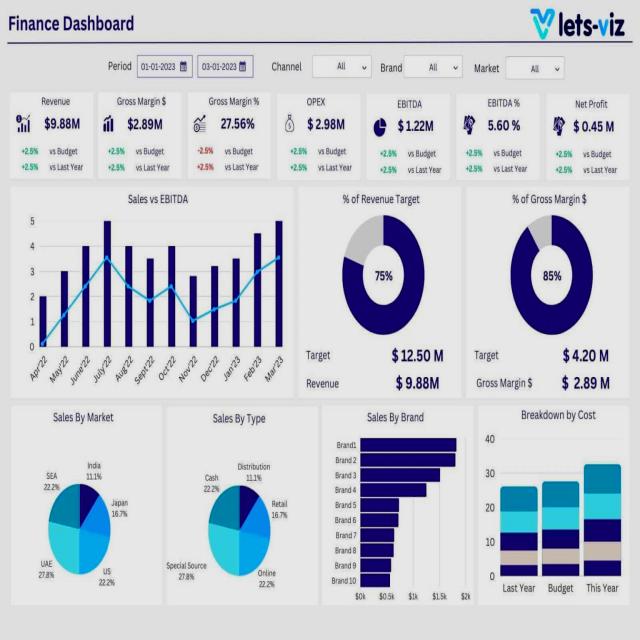 Finance Dashboard
lets-viz
Period 01-01-2023 03-01-2023 Channel All Brand All Market All
Revenue
$9.88M
+2.5% vs Budget
+2.5% vs Last Year
Gross Margin $
$2.89M
+2.5% vs Budget
+2.5% vs Last Year
Gross Margin %
27.56%
-2.5% vs Budget
+2.5% vs Last Year
OPEX
$ 2.98M
+2.5% vs Budget
+2.5% vs Last Year
EBITDA
$ 1.22M
+2.5% vs Budget
+2.5% vs Last Year
EBITDA %
5.60 %
+2.5% vs Budget
+2.5% vs Last Year
Net Profit
$ 0.45 M
+2.5% vs Budget
+2.5% vs Last Year
Sales vs EBITDA
5
4
3
2
1
0
Apr'22 May'22 June'22 July'22 Aug'22 Sept'22 Oct'22 Nov'22 Dec'22 Jan'23 Feb'23 Mar'23
% of Revenue Target
75%
Target $ 12.50 M
Revenue $ 9.88M
% of Gross Margin $
85%
Target $ 4.20 M
Gross Margin $ $ 2.89 M
Sales By Market
India
11.1%
Japan
16.7%
US
22.2%
UAE
27.8%
SEA
22.2%
Sales By Type
Distribution
11.1%
Retail
16.7%
Online
22.2%
Special Source
27.8%
Cash
22.2%
Sales By Brand
Brand1
Brand 2
Brand 3
Brand 4
Brand 5
Brand 6
Brand 7
Brand 8
Brand 9
Brand 10
$0k $0.5k $1k $1.5k $2k
Breakdown by Cost
40
30
20
10
0
Last Year Budget This Year